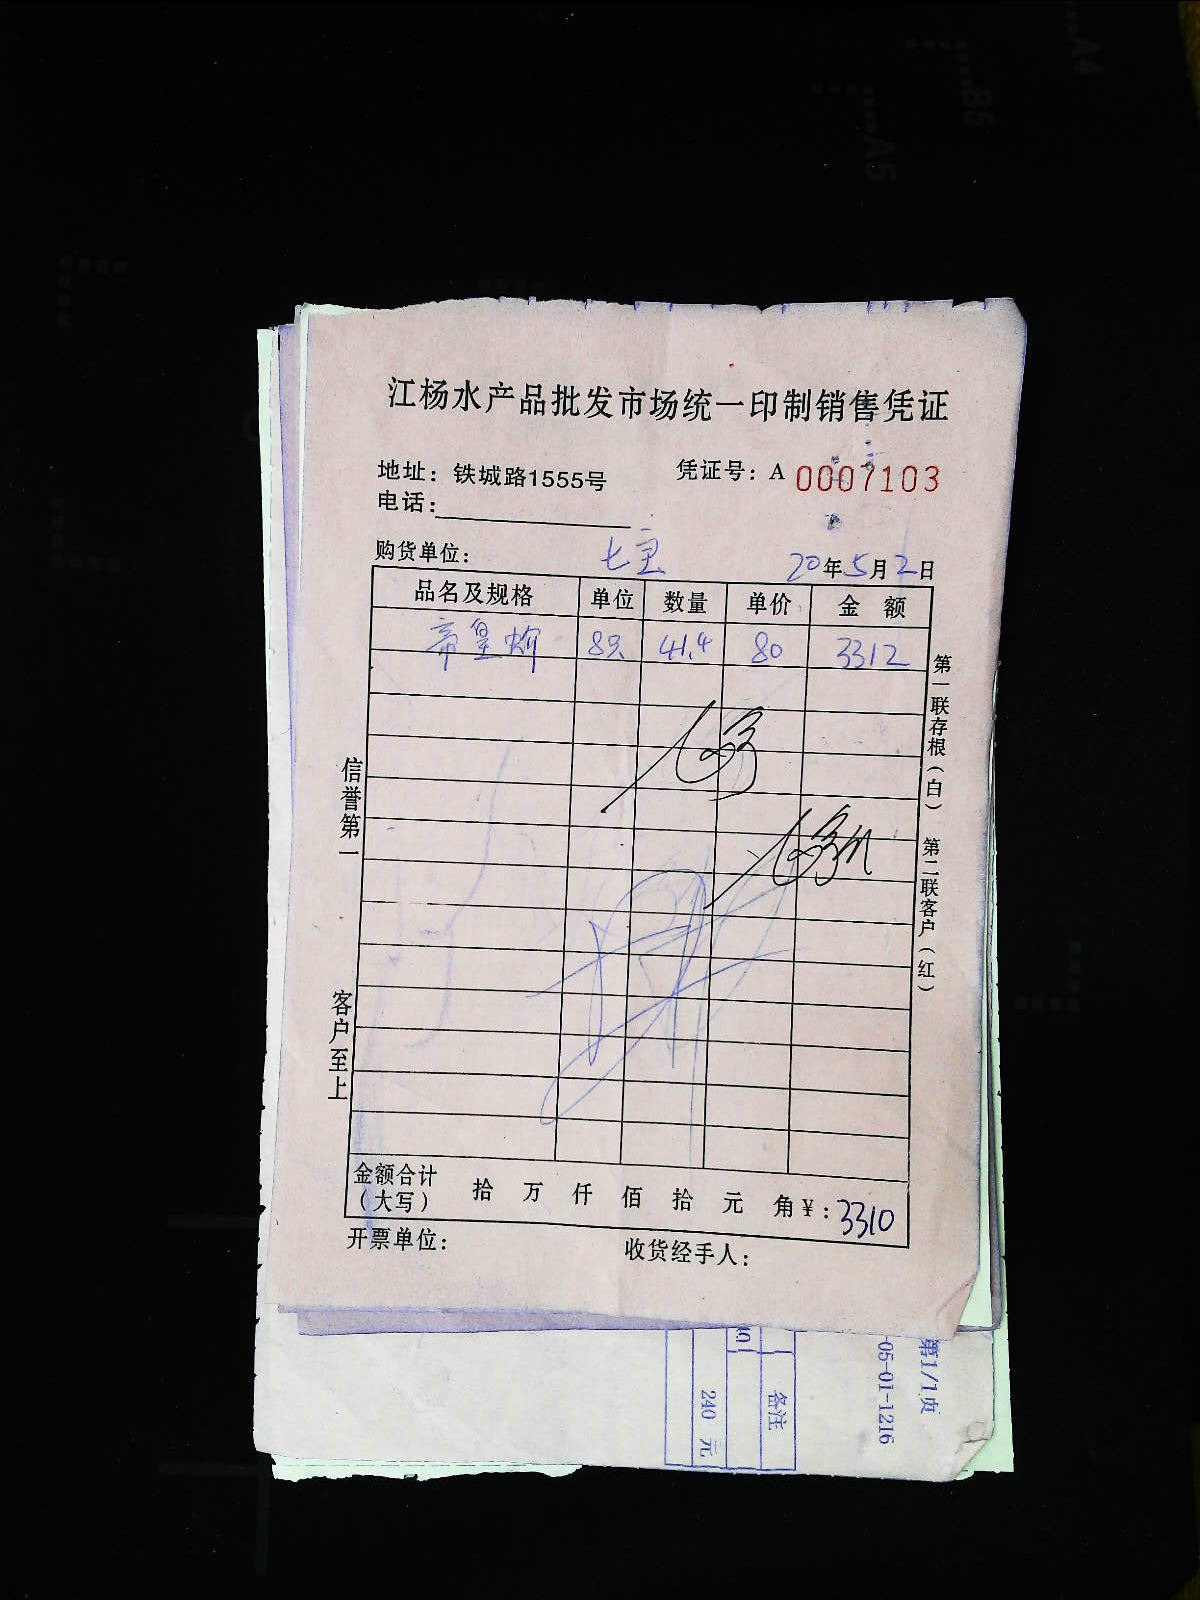 江杨水产品批发市场统一印制销售凭证
地址: 铁城路1555号
凭证号: A 0007103
电话:
购货单位: 七宝
20年5月2日
品名及规格 单位 数量 单价 金 额
帝皇 8只 41.4 80 3312
第一联存根(白) 第二联客户(红)
信誉第一
客户至上
金额合计(大写) 拾 万 仟 佰 拾 元 角 ¥: 3310
开票单位:
收货经手人:
第1/1页
-05-01-1216
备注
240 元